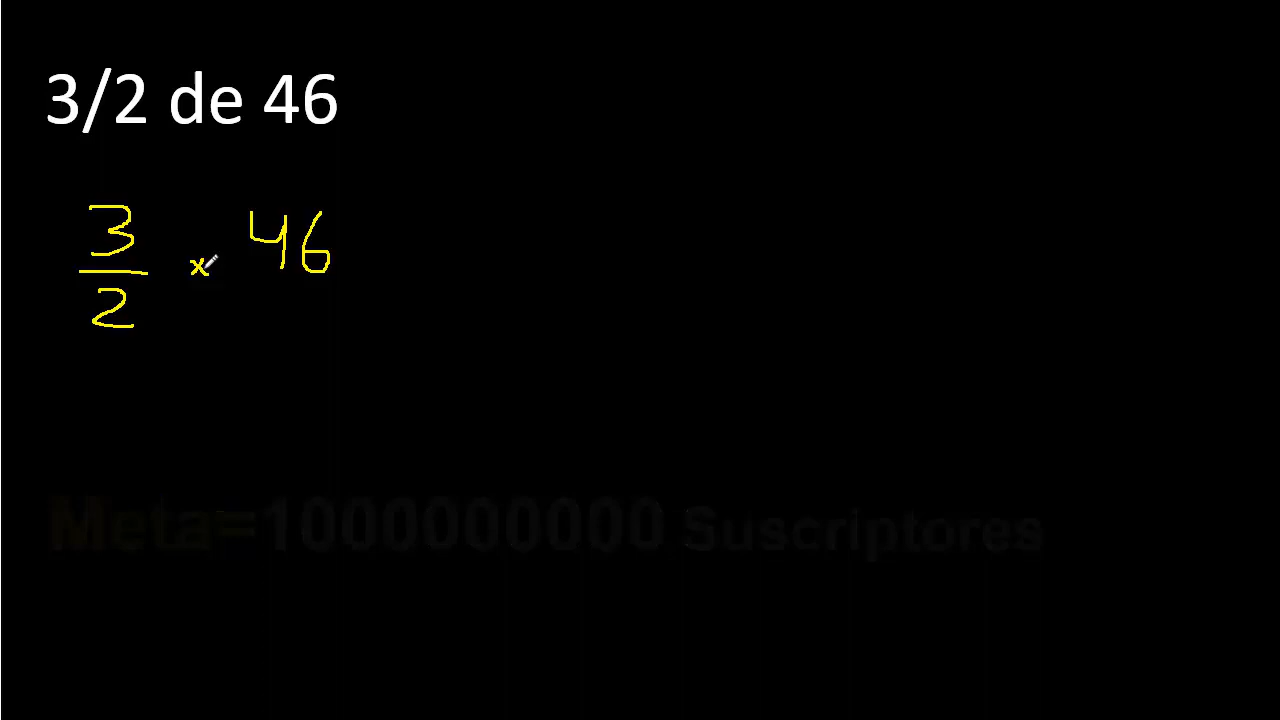 3/2 de 46
3/2 x 46
Meta=1000000000 Suscriptores